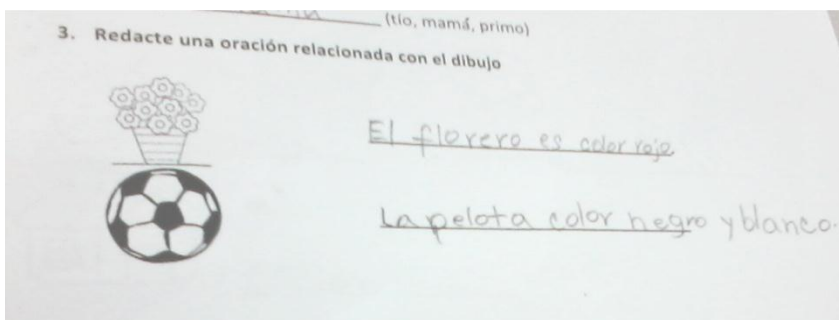 (tío, mamá, primo)
3. Redacte una oración relacionada con el dibujo
El florero es color rojo
La pelota color negro y blanco.